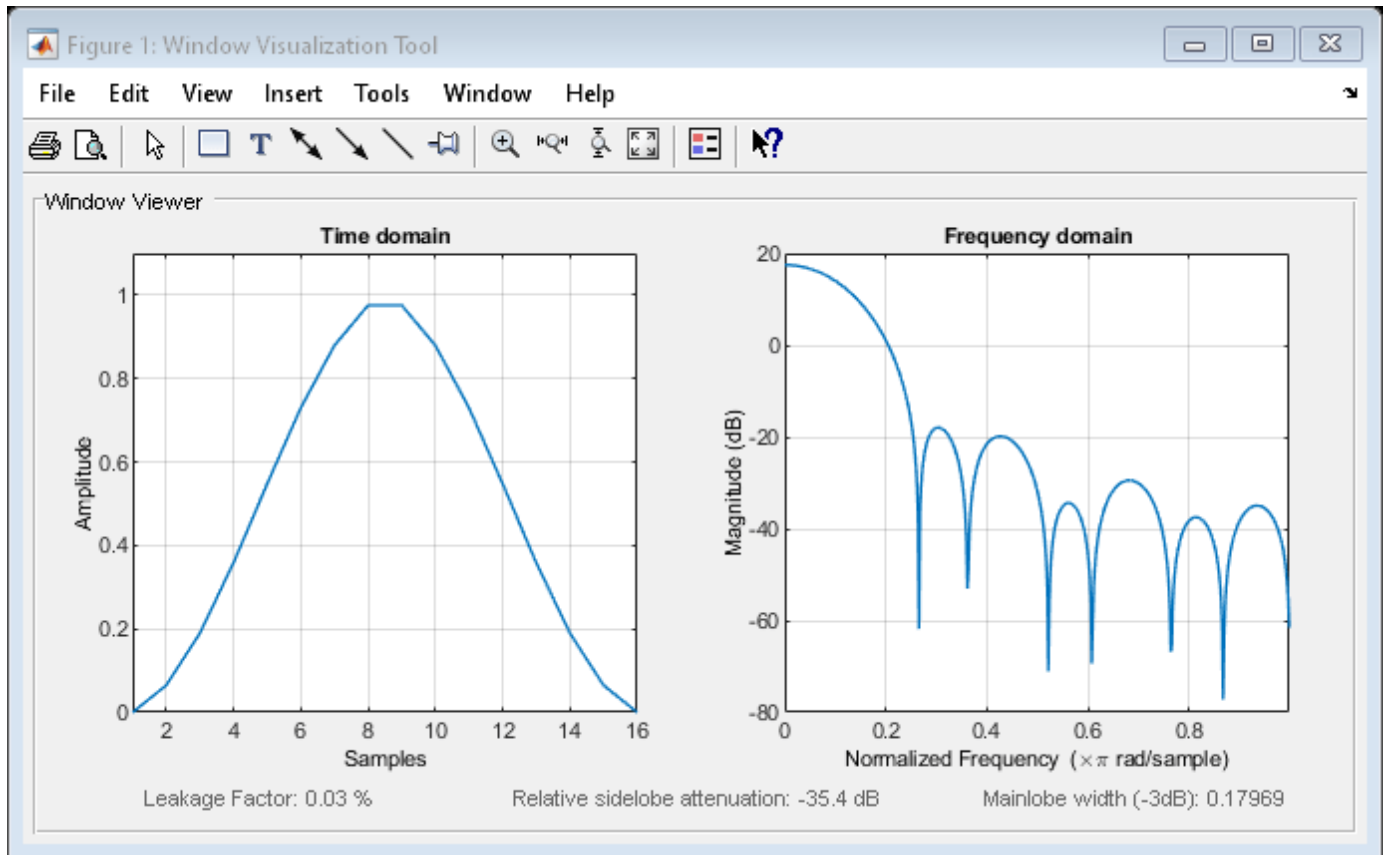 Figure 1: Window Visualization Tool
File Edit View Insert Tools Window Help
T
?
Window Viewer
Time domain
1
0.8
0.6
0.4
0.2
0
2 4 6 8 10 12 14 16
Amplitude
Samples
Frequency domain
20
0
-20
-40
-60
-80
0 0.2 0.4 0.6 0.8
Magnitude (dB)
Normalized Frequency (×π rad/sample)
Leakage Factor: 0.03 % Relative sidelobe attenuation: -35.4 dB Mainlobe width (-3dB): 0.17969